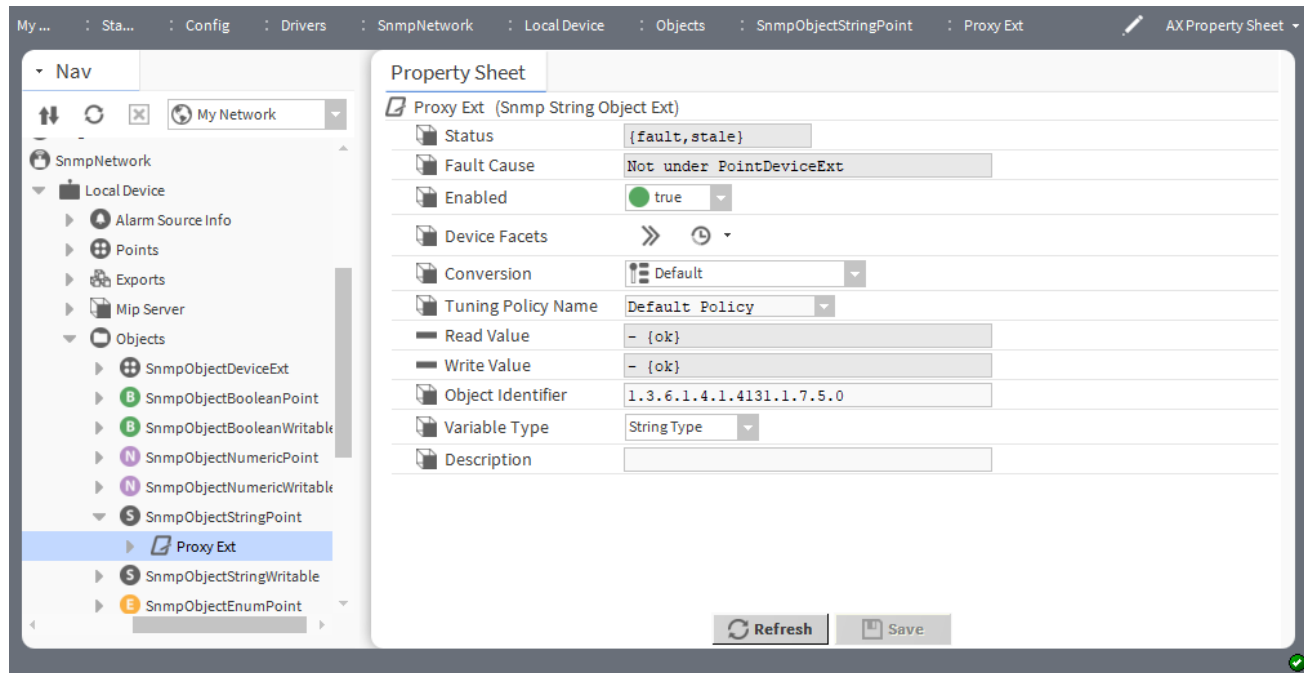 My ... : Sta... : Config : Drivers : SnmpNetwork : Local Device : Objects : SnmpObjectStringPoint : Proxy Ext AX Property Sheet
Nav
My Network
SnmpNetwork
Local Device
Alarm Source Info
Points
Exports
Mip Server
Objects
SnmpObjectDeviceExt
B SnmpObjectBooleanPoint
B SnmpObjectBooleanWritable
N SnmpObjectNumericPoint
N SnmpObjectNumericWritable
S SnmpObjectStringPoint
Proxy Ext
S SnmpObjectStringWritable
E SnmpObjectEnumPoint
Property Sheet
Proxy Ext (Snmp String Object Ext)
Status {fault,stale}
Fault Cause Not under PointDeviceExt
Enabled true
Device Facets
Conversion Default
Tuning Policy Name Default Policy
Read Value - {ok}
Write Value - {ok}
Object Identifier 1.3.6.1.4.1.4131.1.7.5.0
Variable Type String Type
Description
Refresh Save